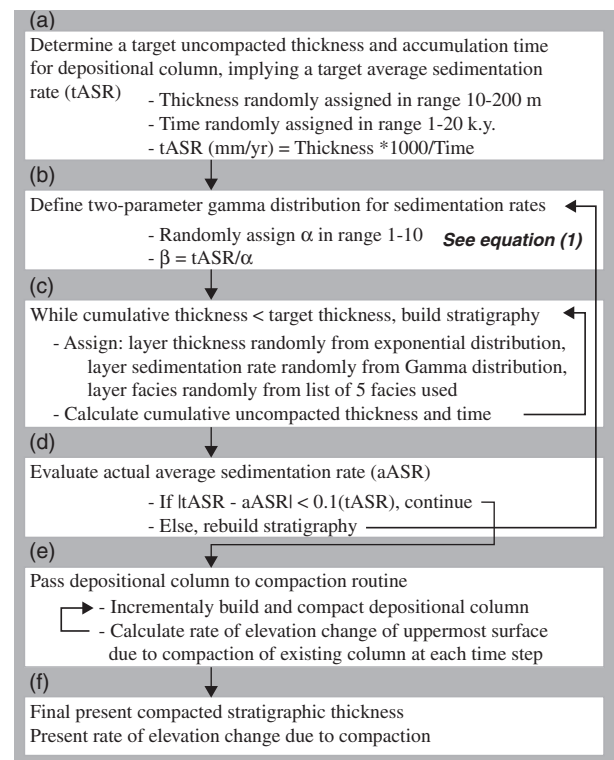 (a)
Determine a target uncompacted thickness and accumulation time
for depositional column, implying a target average sedimentation
rate (tASR)
- Thickness randomly assigned in range 10-200 m
- Time randomly assigned in range 1-20 k.y.
- tASR (mm/yr) = Thickness *1000/Time
(b)
Define two-parameter gamma distribution for sedimentation rates
- Randomly assign α in range 1-10 See equation (1)
- β = tASR/α
(c)
While cumulative thickness < target thickness, build stratigraphy
- Assign: layer thickness randomly from exponential distribution,
layer sedimentation rate randomly from Gamma distribution,
layer facies randomly from list of 5 facies used
- Calculate cumulative uncompacted thickness and time
(d)
Evaluate actual average sedimentation rate (aASR)
- If |tASR - aASR| < 0.1(tASR), continue
- Else, rebuild stratigraphy
(e)
Pass depositional column to compaction routine
- Incrementaly build and compact depositional column
- Calculate rate of elevation change of uppermost surface
due to compaction of existing column at each time step
(f)
Final present compacted stratigraphic thickness
Present rate of elevation change due to compaction